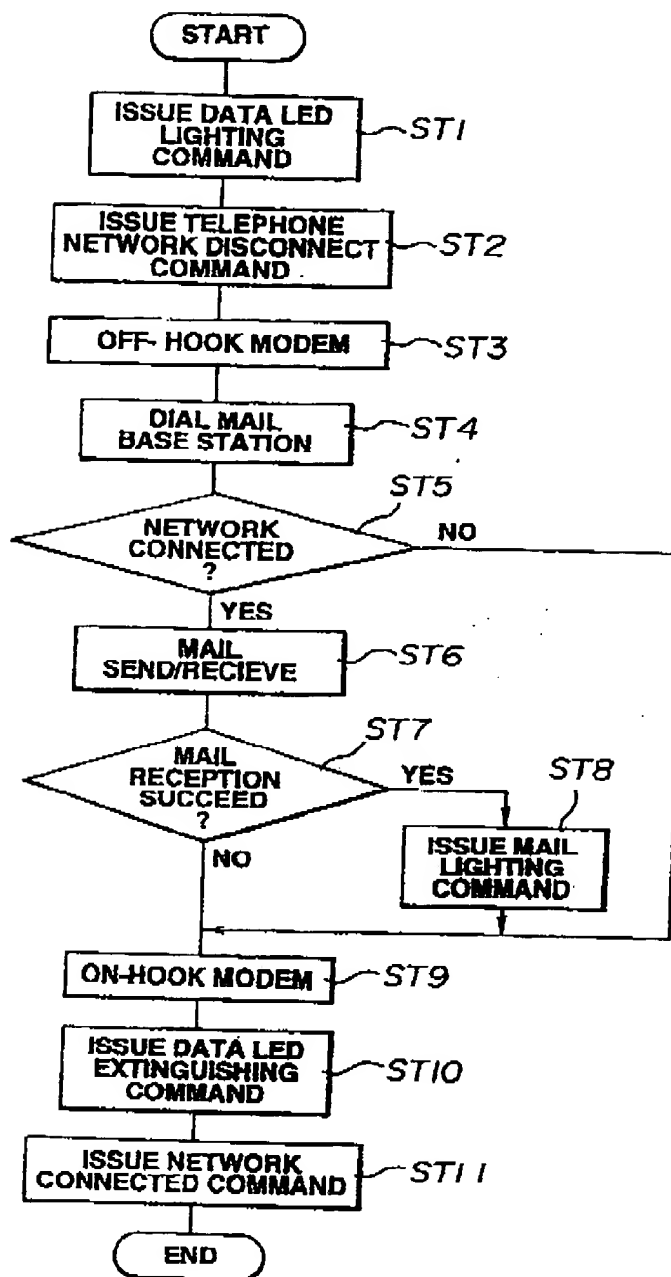 START
ISSUE DATA LED
LIGHTING
COMMAND
ST1
ISSUE TELEPHONE
NETWORK DISCONNECT
COMMAND
ST2
OFF-HOOK MODEM
ST3
DIAL MAIL
BASE STATION
ST4
ST5
NETWORK
CONNECTED
?
NO
YES
MAIL
SEND/RECIEVE
ST6
ST7
MAIL
RECEPTION
SUCCEED
?
YES
NO
ST8
ISSUE MAIL
LIGHTING
COMMAND
ON-HOOK MODEM
ST9
ISSUE DATA LED
EXTINGUISHING
COMMAND
ST10
ISSUE NETWORK
CONNECTED COMMAND
ST11
END